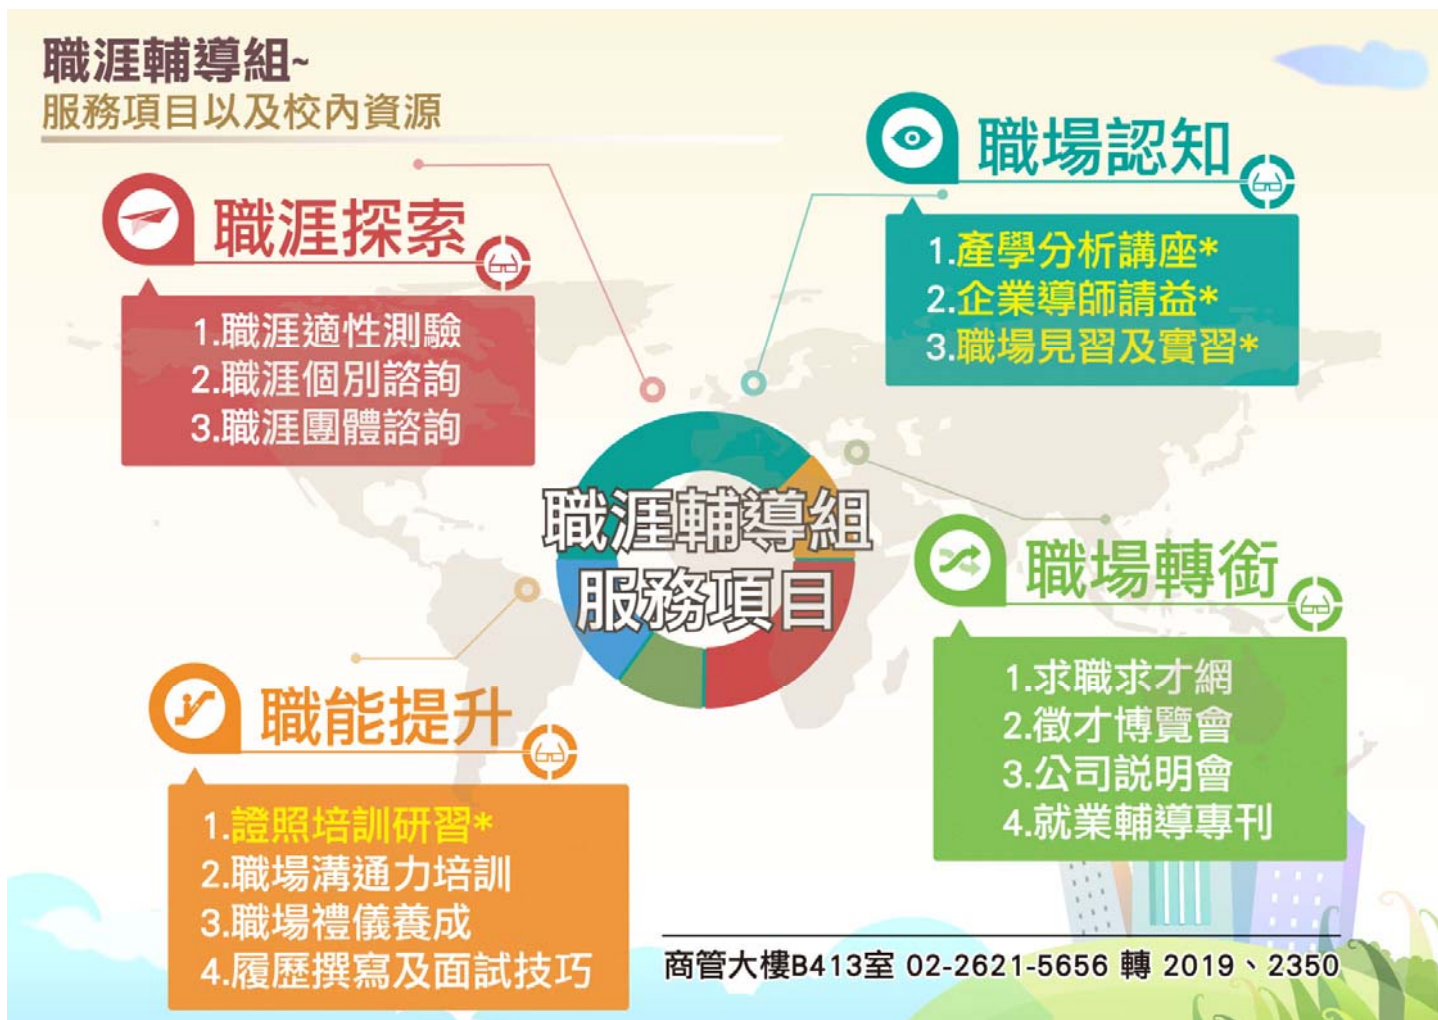 職涯輔導組~
服務項目以及校內資源
職涯探索
1.職涯適性測驗
2.職涯個別諮詢
3.職涯團體諮詢
職場認知
1.產學分析講座*
2.企業導師請益*
3.職場見習及實習*
職涯輔導組
服務項目
職能提升
1.證照培訓研習*
2.職場溝通力培訓
3.職場禮儀養成
4.履歷撰寫及面試技巧
職場轉銜
1.求職求才網
2.徵才博覽會
3.公司說明會
4.就業輔導專刊
商管大樓B413室 02-2621-5656 轉 2019、2350